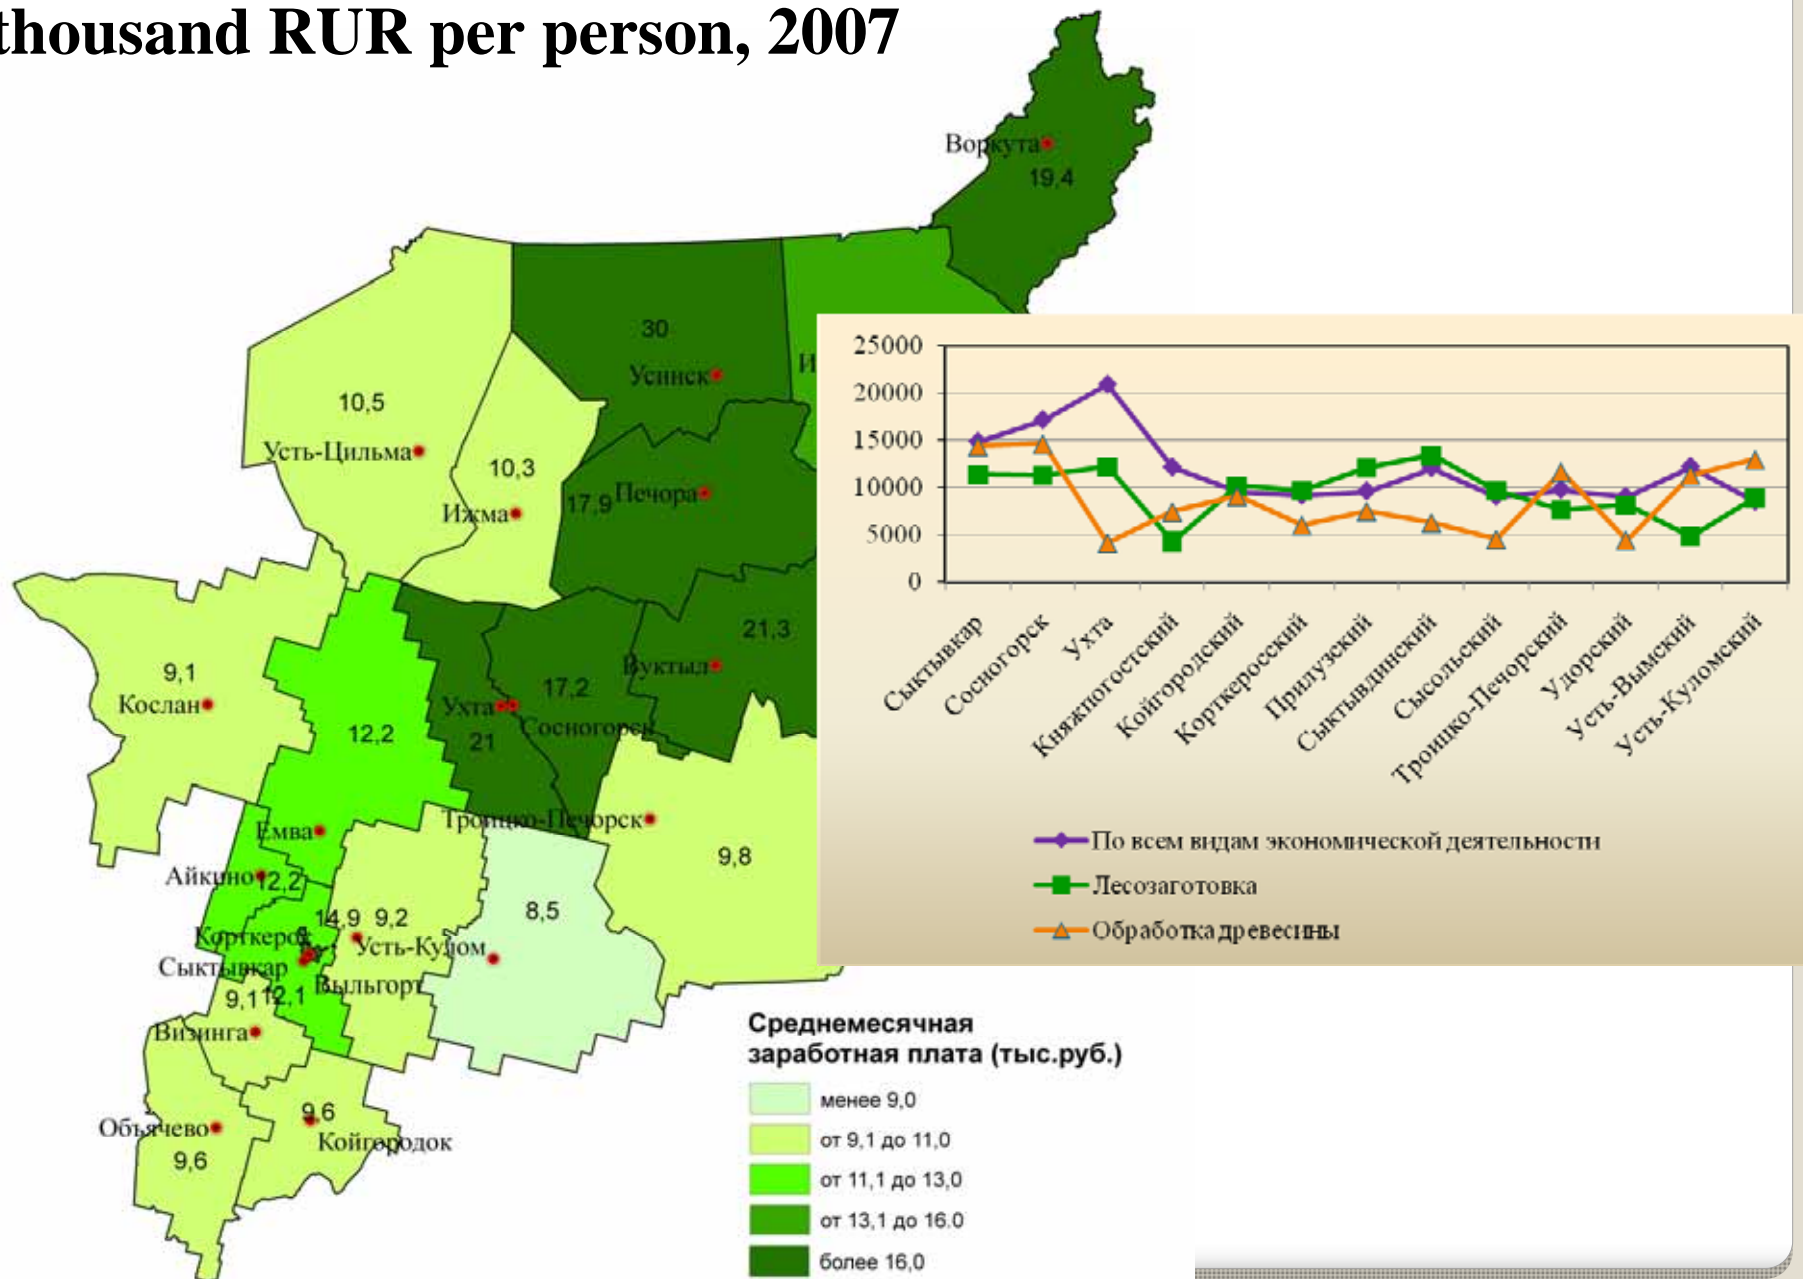 thousand RUR per person, 2007
Воркута
19,4
30
Усинск
И
10,5
Усть-Цильма
10,3
Ижма
17,9
Печора
21,3
Вуктыл
9,1
Кослан
12,2
17,2
Ухта
Сосногорск
21
Троицко-Печорск
Емва
9,8
Айкино
12,2
14,9
9,2
8,5
Корткерос
Усть-Кулом
Сыктывкар
Выльгорт
9,1
12,1
Визинга
9,6
Объячево
Койгородок
9,6
25000
20000
15000
10000
5000
0
Сыктывкар
Сосногорск
Ухта
Княжпогостский
Койгородский
Корткеросский
Прилузский
Сыктывдинский
Сысольский
Троицко-Печорский
Удорский
Усть-Вымский
Усть-Куломский
По всем видам экономической деятельности
Лесозаготовка
Обработка древесины
Среднемесячная
заработная плата (тыс.руб.)
менее 9,0
от 9,1 до 11,0
от 11,1 до 13,0
от 13,1 до 16.0
более 16,0